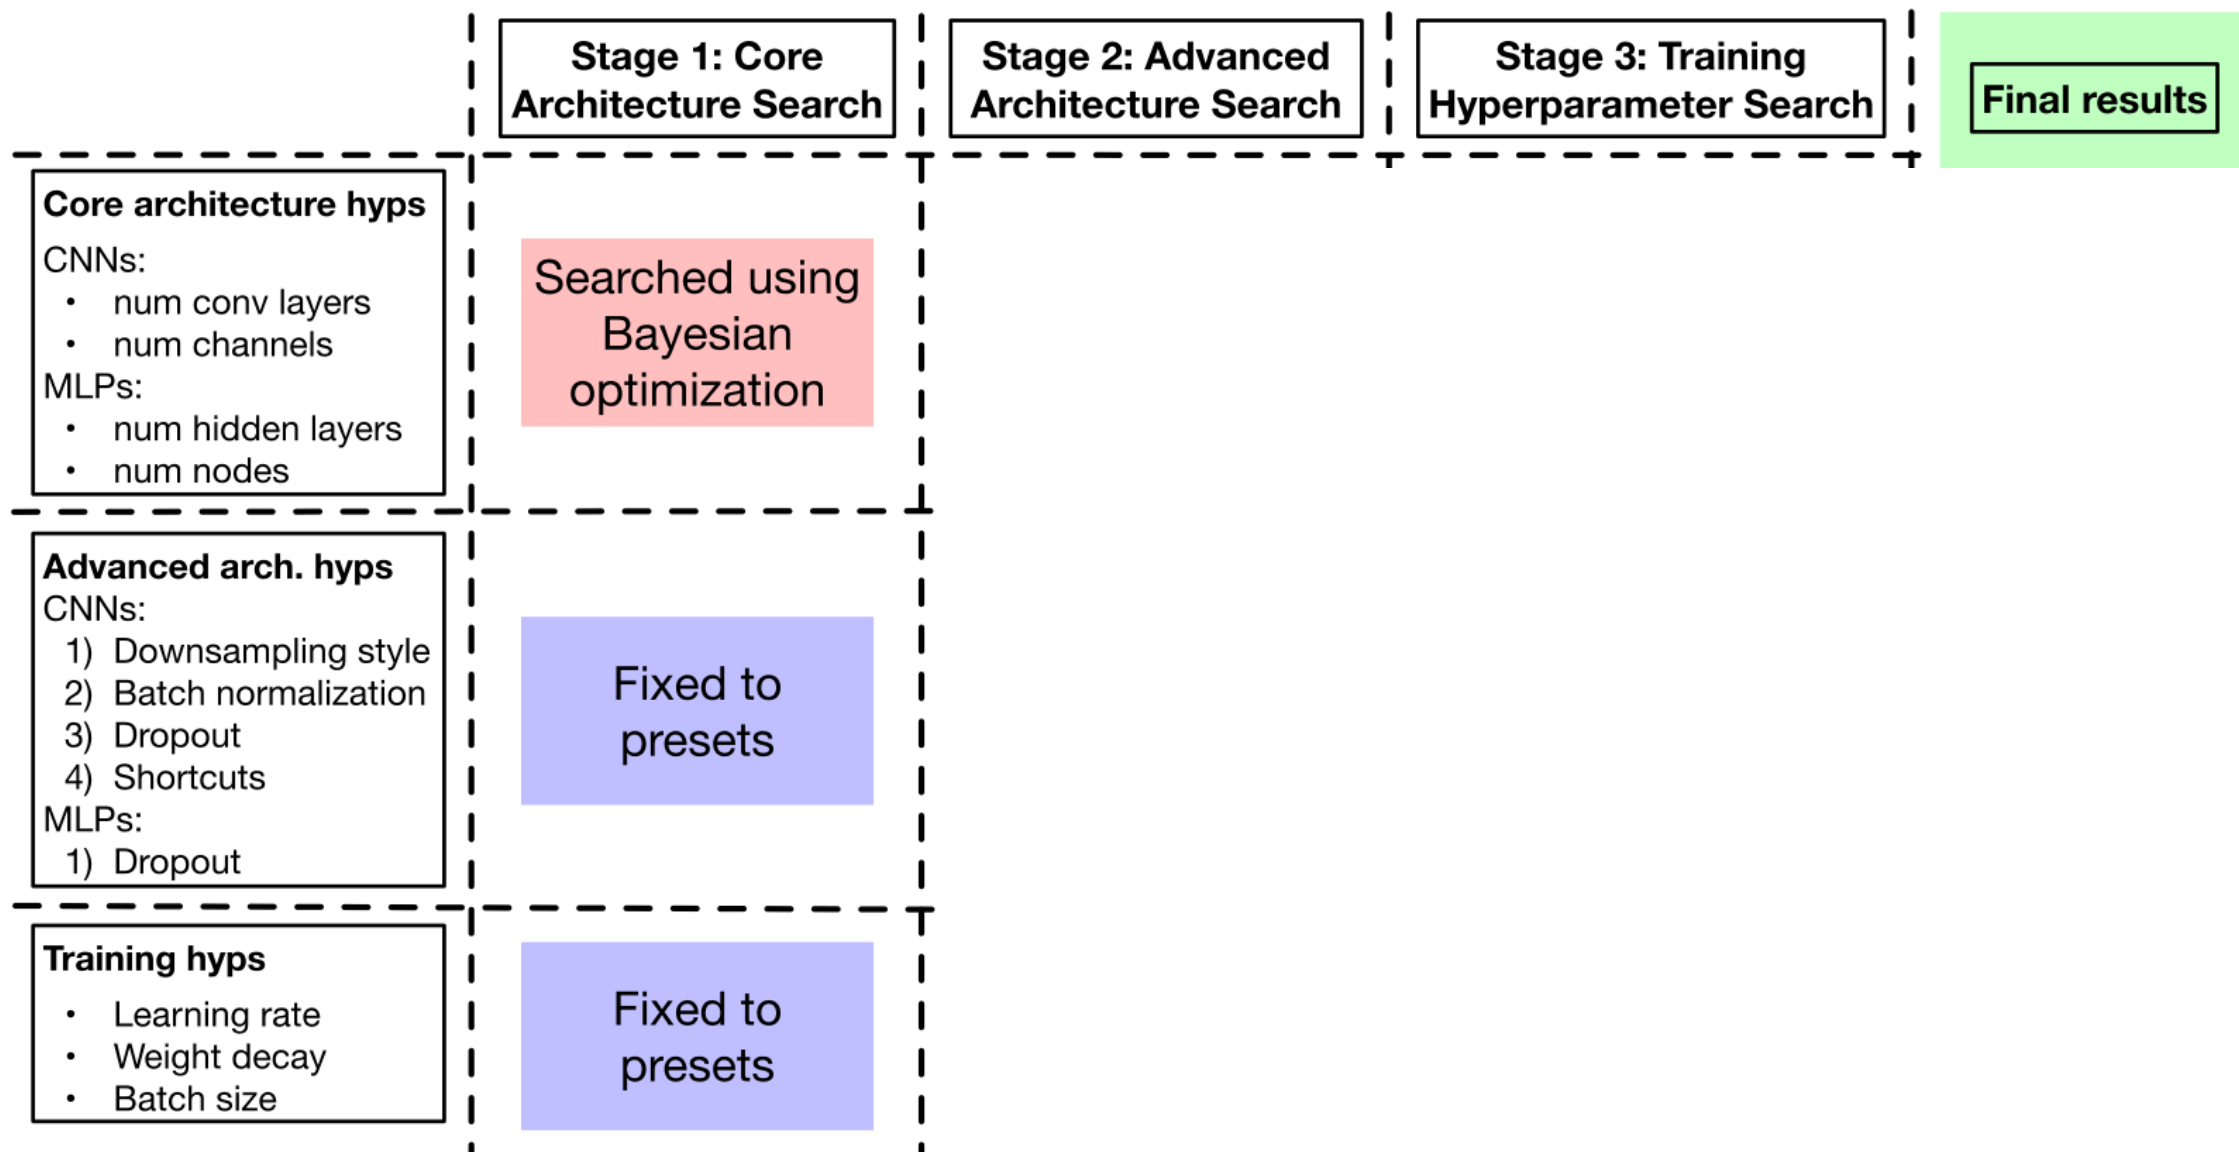 Stage 1: Core
Architecture Search
Stage 2: Advanced
Architecture Search
Stage 3: Training
Hyperparameter Search
Final results
Core architecture hyps
CNNs:
• num conv layers
• num channels
MLPs:
• num hidden layers
• num nodes
Searched using
Bayesian
optimization
Advanced arch. hyps
CNNs:
1) Downsampling style
2) Batch normalization
3) Dropout
4) Shortcuts
MLPs:
1) Dropout
Fixed to
presets
Training hyps
• Learning rate
• Weight decay
• Batch size
Fixed to
presets